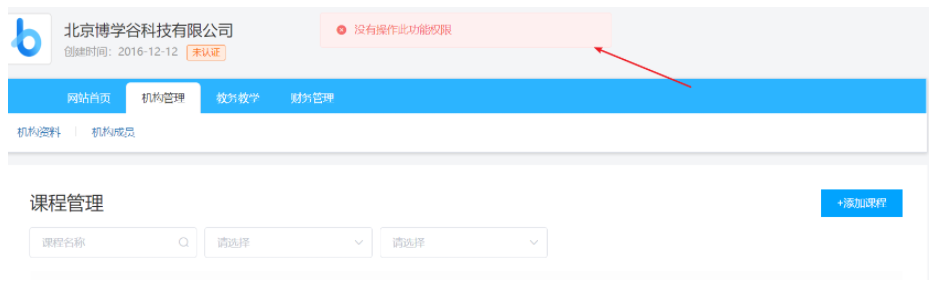 北京博学谷科技有限公司
创建时间：2016-12-12 未认证
没有操作此功能权限
网站首页 机构管理 教务教学 财务管理
机构资料 机构成员
课程管理
+添加课程
课程名称 请选择 请选择